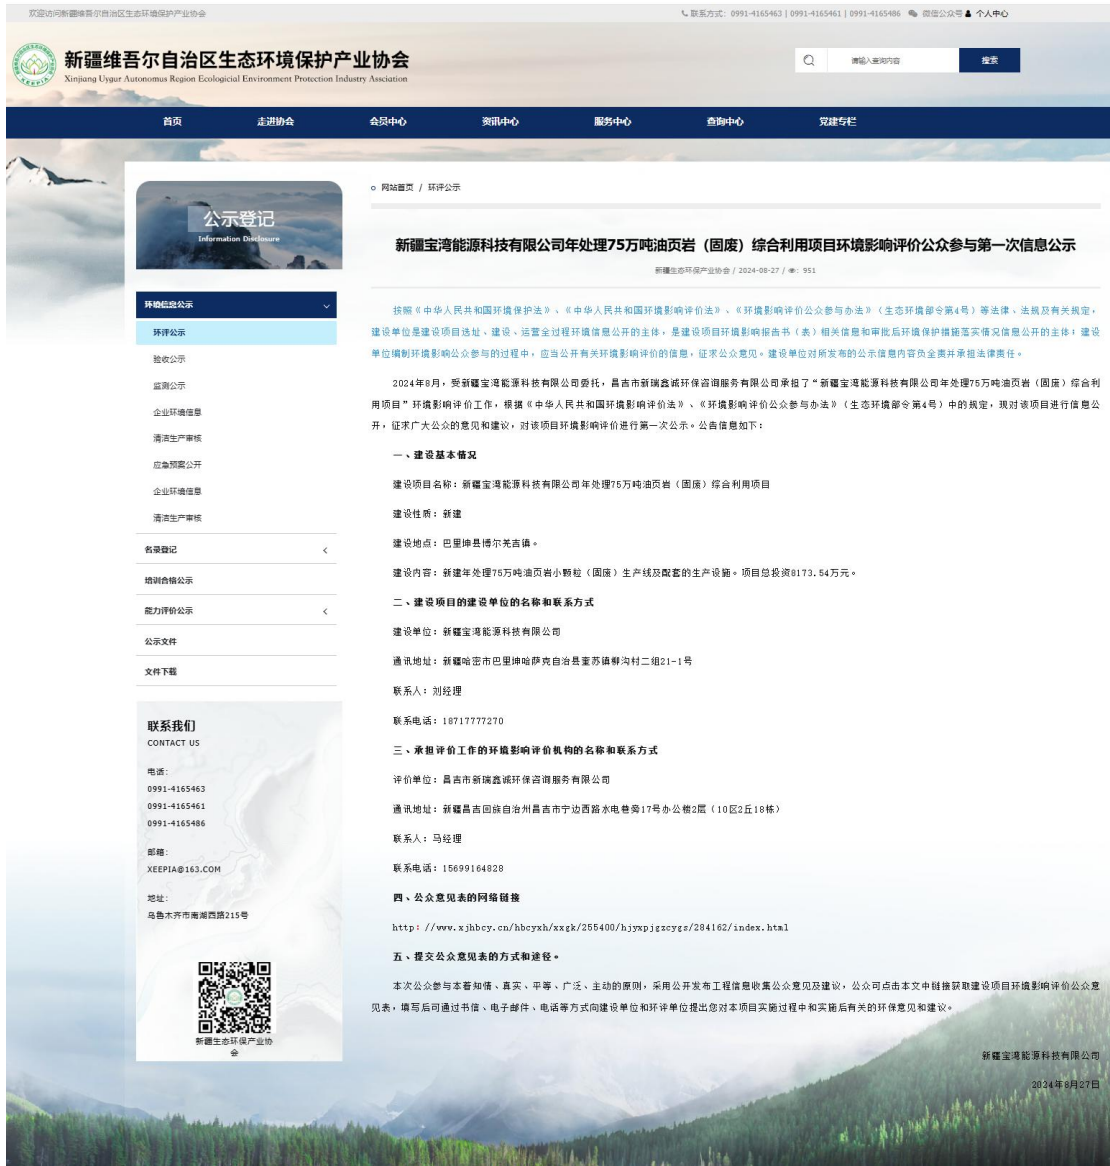 欢迎访问新疆维吾尔自治区生态环境保护产业协会
联系方式：0991-4165463 | 0991-4165461 | 0991-4165486 微信公众号 个人中心
新疆维吾尔自治区生态环境保护产业协会
Xinjiang Uygur Autonomus Region Ecological Environment Protection Industry Assciation
XEEPIA
请输入查询内容
搜索
首页 走进协会 会员中心 资讯中心 服务中心 查询中心 党建专栏
公示登记
Information Disclosure
环境信息公示
环评公示
验收公示
监测公示
企业环境信息
清洁生产审核
应急预案公开
企业环境信息
清洁生产审核
名录登记
培训合格公示
能力评价公示
公示文件
文件下载
联系我们
CONTACT US
电话：
0991-4165463
0991-4165461
0991-4165486
邮箱：
XEEPIA@163.COM
地址：
乌鲁木齐市南湖西路215号
新疆生态环保产业协
会
网站首页 / 环评公示
新疆宝湾能源科技有限公司年处理75万吨油页岩（固废）综合利用项目环境影响评价公众参与第一次信息公示
新疆生态环保产业协会 / 2024-08-27 / ：951
按照《中华人民共和国环境保护法》、《中华人民共和国环境影响评价法》、《环境影响评价公众参与办法》（生态环境部令第4号）等法律、法规及有关规定，
建设单位是建设项目选址、建设、运营全过程环境信息公开的主体，是建设项目环境影响报告书（表）相关信息和审批后环境保护措施落实情况信息公开的主体；建设
单位编制环境影响公众参与的过程中，应当公开有关环境影响评价的信息，征求公众意见。建设单位对所发布的公示信息内容负全责并承担法律责任。
2024年8月，受新疆宝湾能源科技有限公司委托，昌吉市新瑞鑫诚环保咨询服务有限公司承担了“新疆宝湾能源科技有限公司年处理75万吨油页岩（固废）综合利
用项目”环境影响评价工作，根据《中华人民共和国环境影响评价法》、《环境影响评价公众参与办法》（生态环境部令第4号）中的规定，现对该项目进行信息公
开，征求广大公众的意见和建议，对该项目环境影响评价进行第一次公示。公告信息如下：
一、建设基本情况
建设项目名称：新疆宝湾能源科技有限公司年处理75万吨油页岩（固废）综合利用项目
建设性质：新建
建设地点：巴里坤县博尔羌吉镇。
建设内容：新建年处理75万吨油页岩小颗粒（固废）生产线及配套的生产设施。项目总投资8173.54万元。
二、建设项目的建设单位的名称和联系方式
建设单位：新疆宝湾能源科技有限公司
通讯地址：新疆哈密市巴里坤哈萨克自治县奎苏镇柳沟村二组21-1号
联系人：刘经理
联系电话：18717777270
三、承担评价工作的环境影响评价机构的名称和联系方式
评价单位：昌吉市新瑞鑫诚环保咨询服务有限公司
通讯地址：新疆昌吉回族自治州昌吉市宁边西路水电巷旁17号办公楼2层（10区2丘18栋）
联系人：马经理
联系电话：15699164828
四、公众意见表的网络链接
http：//www.xjhbcy.cn/hbcyxh/xxgk/255400/hjyxpjgzcygs/284162/index.html
五、提交公众意见表的方式和途径。
本次公众参与本着知情、真实、平等、广泛、主动的原则，采用公开发布工程信息收集公众意见及建议，公众可点击本文中链接获取建设项目环境影响评价公众意
见表，填写后可通过书信、电子邮件、电话等方式向建设单位和环评单位提出您对本项目实施过程中和实施后有关的环保意见和建议。
新疆宝湾能源科技有限公司
2024年8月27日